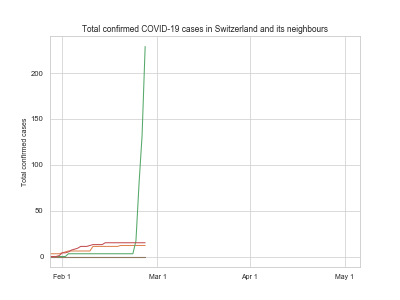 Total confirmed COVID-19 cases in Switzerland and its neighbours
Total confirmed cases
200
150
100
50
0
Feb 1
Mar 1
Apr 1
May 1